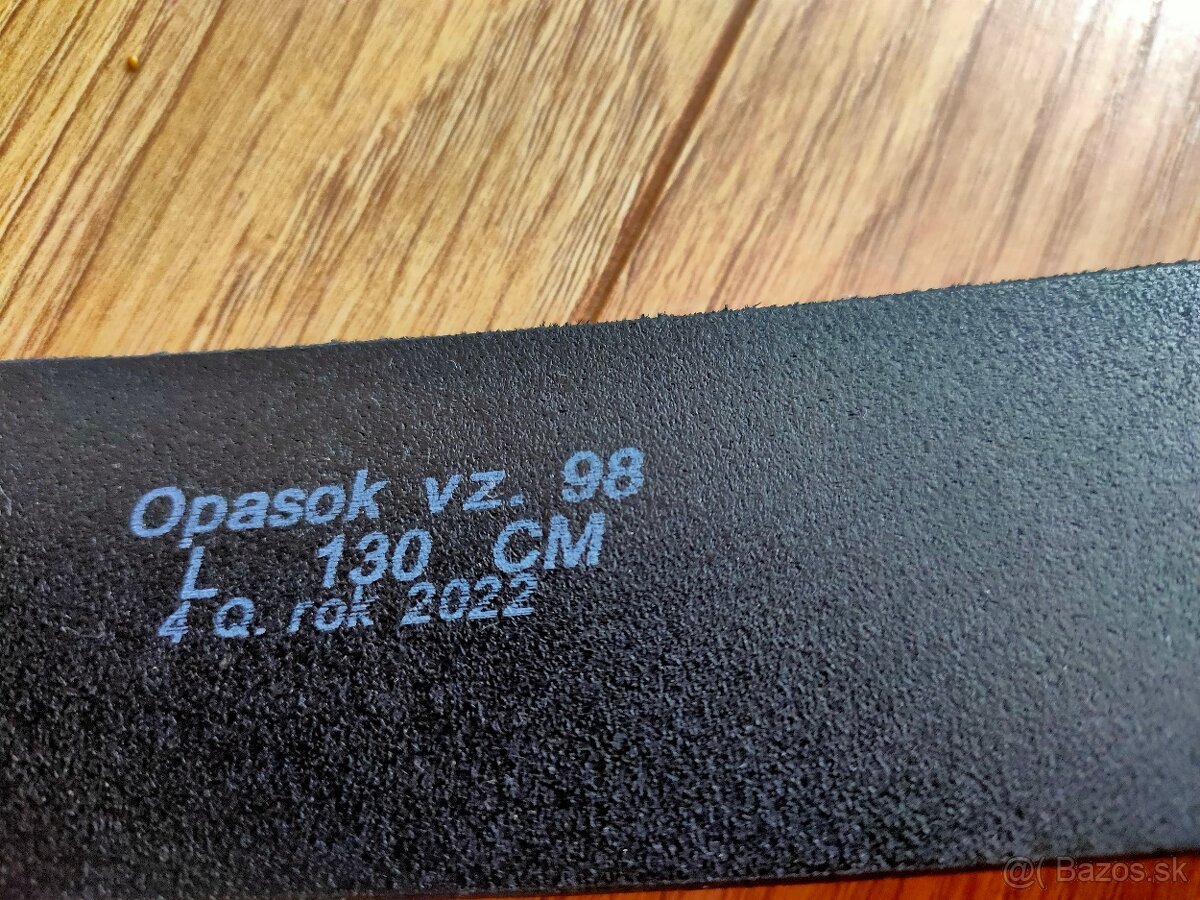 Opasok vz. 98
L 130 CM
4 Q. rok 2022
@( Bazos.sk